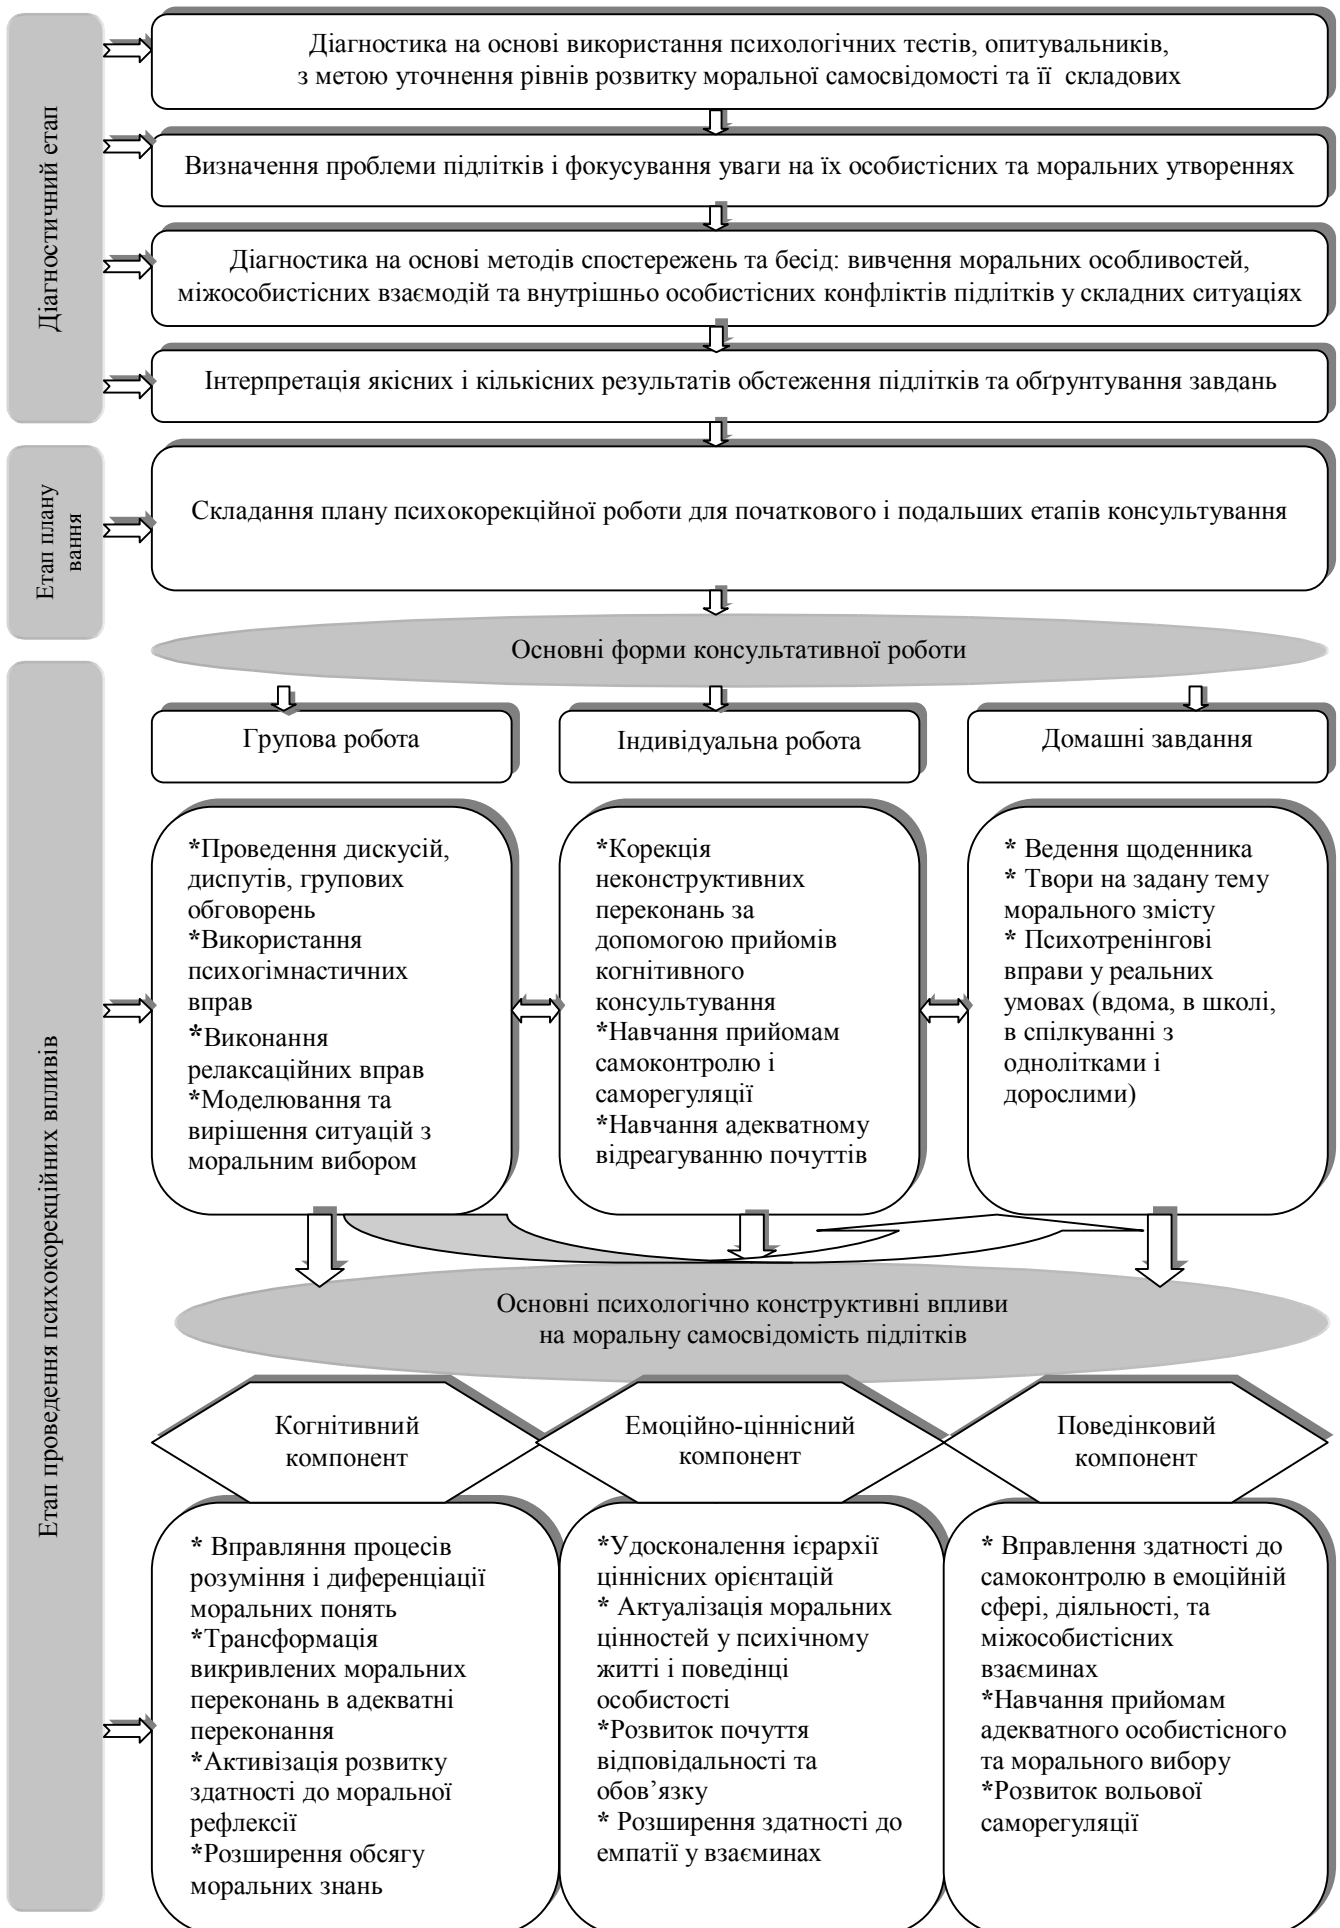 Діагностичний етап
Діагностика на основі використання психологічних тестів, опитувальників,
з метою уточнення рівнів розвитку моральної самосвідомості та її складових
Визначення проблеми підлітків і фокусування уваги на їх особистісних та моральних утвореннях
Діагностика на основі методів спостережень та бесід: вивчення моральних особливостей,
міжособистісних взаємодій та внутрішньо особистісних конфліктів підлітків у складних ситуаціях
Інтерпретація якісних і кількісних результатів обстеження підлітків та обґрунтування завдань
Етап плану
вання
Складання плану психокорекційної роботи для початкового і подальших етапів консультування
Етап проведення психокорекційних впливів
Основні форми консультативної роботи
Групова робота
Індивідуальна робота
Домашні завдання
*Проведення дискусій,
диспутів, групових
обговорень
*Використання
психогімнастичних
вправ
*Виконання
релаксаційних вправ
*Моделювання та
вирішення ситуацій з
моральним вибором
*Корекція
неконструктивних
переконань за
допомогою прийомів
когнітивного
консультування
*Навчання прийомам
самоконтролю і
саморегуляції
*Навчання адекватному
відреагуванню почуттів
* Ведення щоденника
* Твори на задану тему
морального змісту
* Психотренінгові
вправи у реальних
умовах (вдома, в школі,
в спілкуванні з
однолітками і
дорослими)
Основні психологічно конструктивні впливи
на моральну самосвідомість підлітків
Когнітивний
компонент
Емоційно-ціннісний
компонент
Поведінковий
компонент
* Вправляння процесів
розуміння і диференціації
моральних понять
*Трансформація
викривлених моральних
переконань в адекватні
переконання
*Активізація розвитку
здатності до моральної
рефлексії
*Розширення обсягу
моральних знань
*Удосконалення ієрархії
ціннісних орієнтацій
* Актуалізація моральних
цінностей у психічному
житті і поведінці
особистості
*Розвиток почуття
відповідальності та
обов’язку
* Розширення здатності до
емпатії у взаєминах
* Вправлення здатності до
самоконтролю в емоційній
сфері, діяльності, та
міжособистісних
взаєминах
*Навчання прийомам
адекватного особистісного
та морального вибору
*Розвиток вольової
саморегуляції